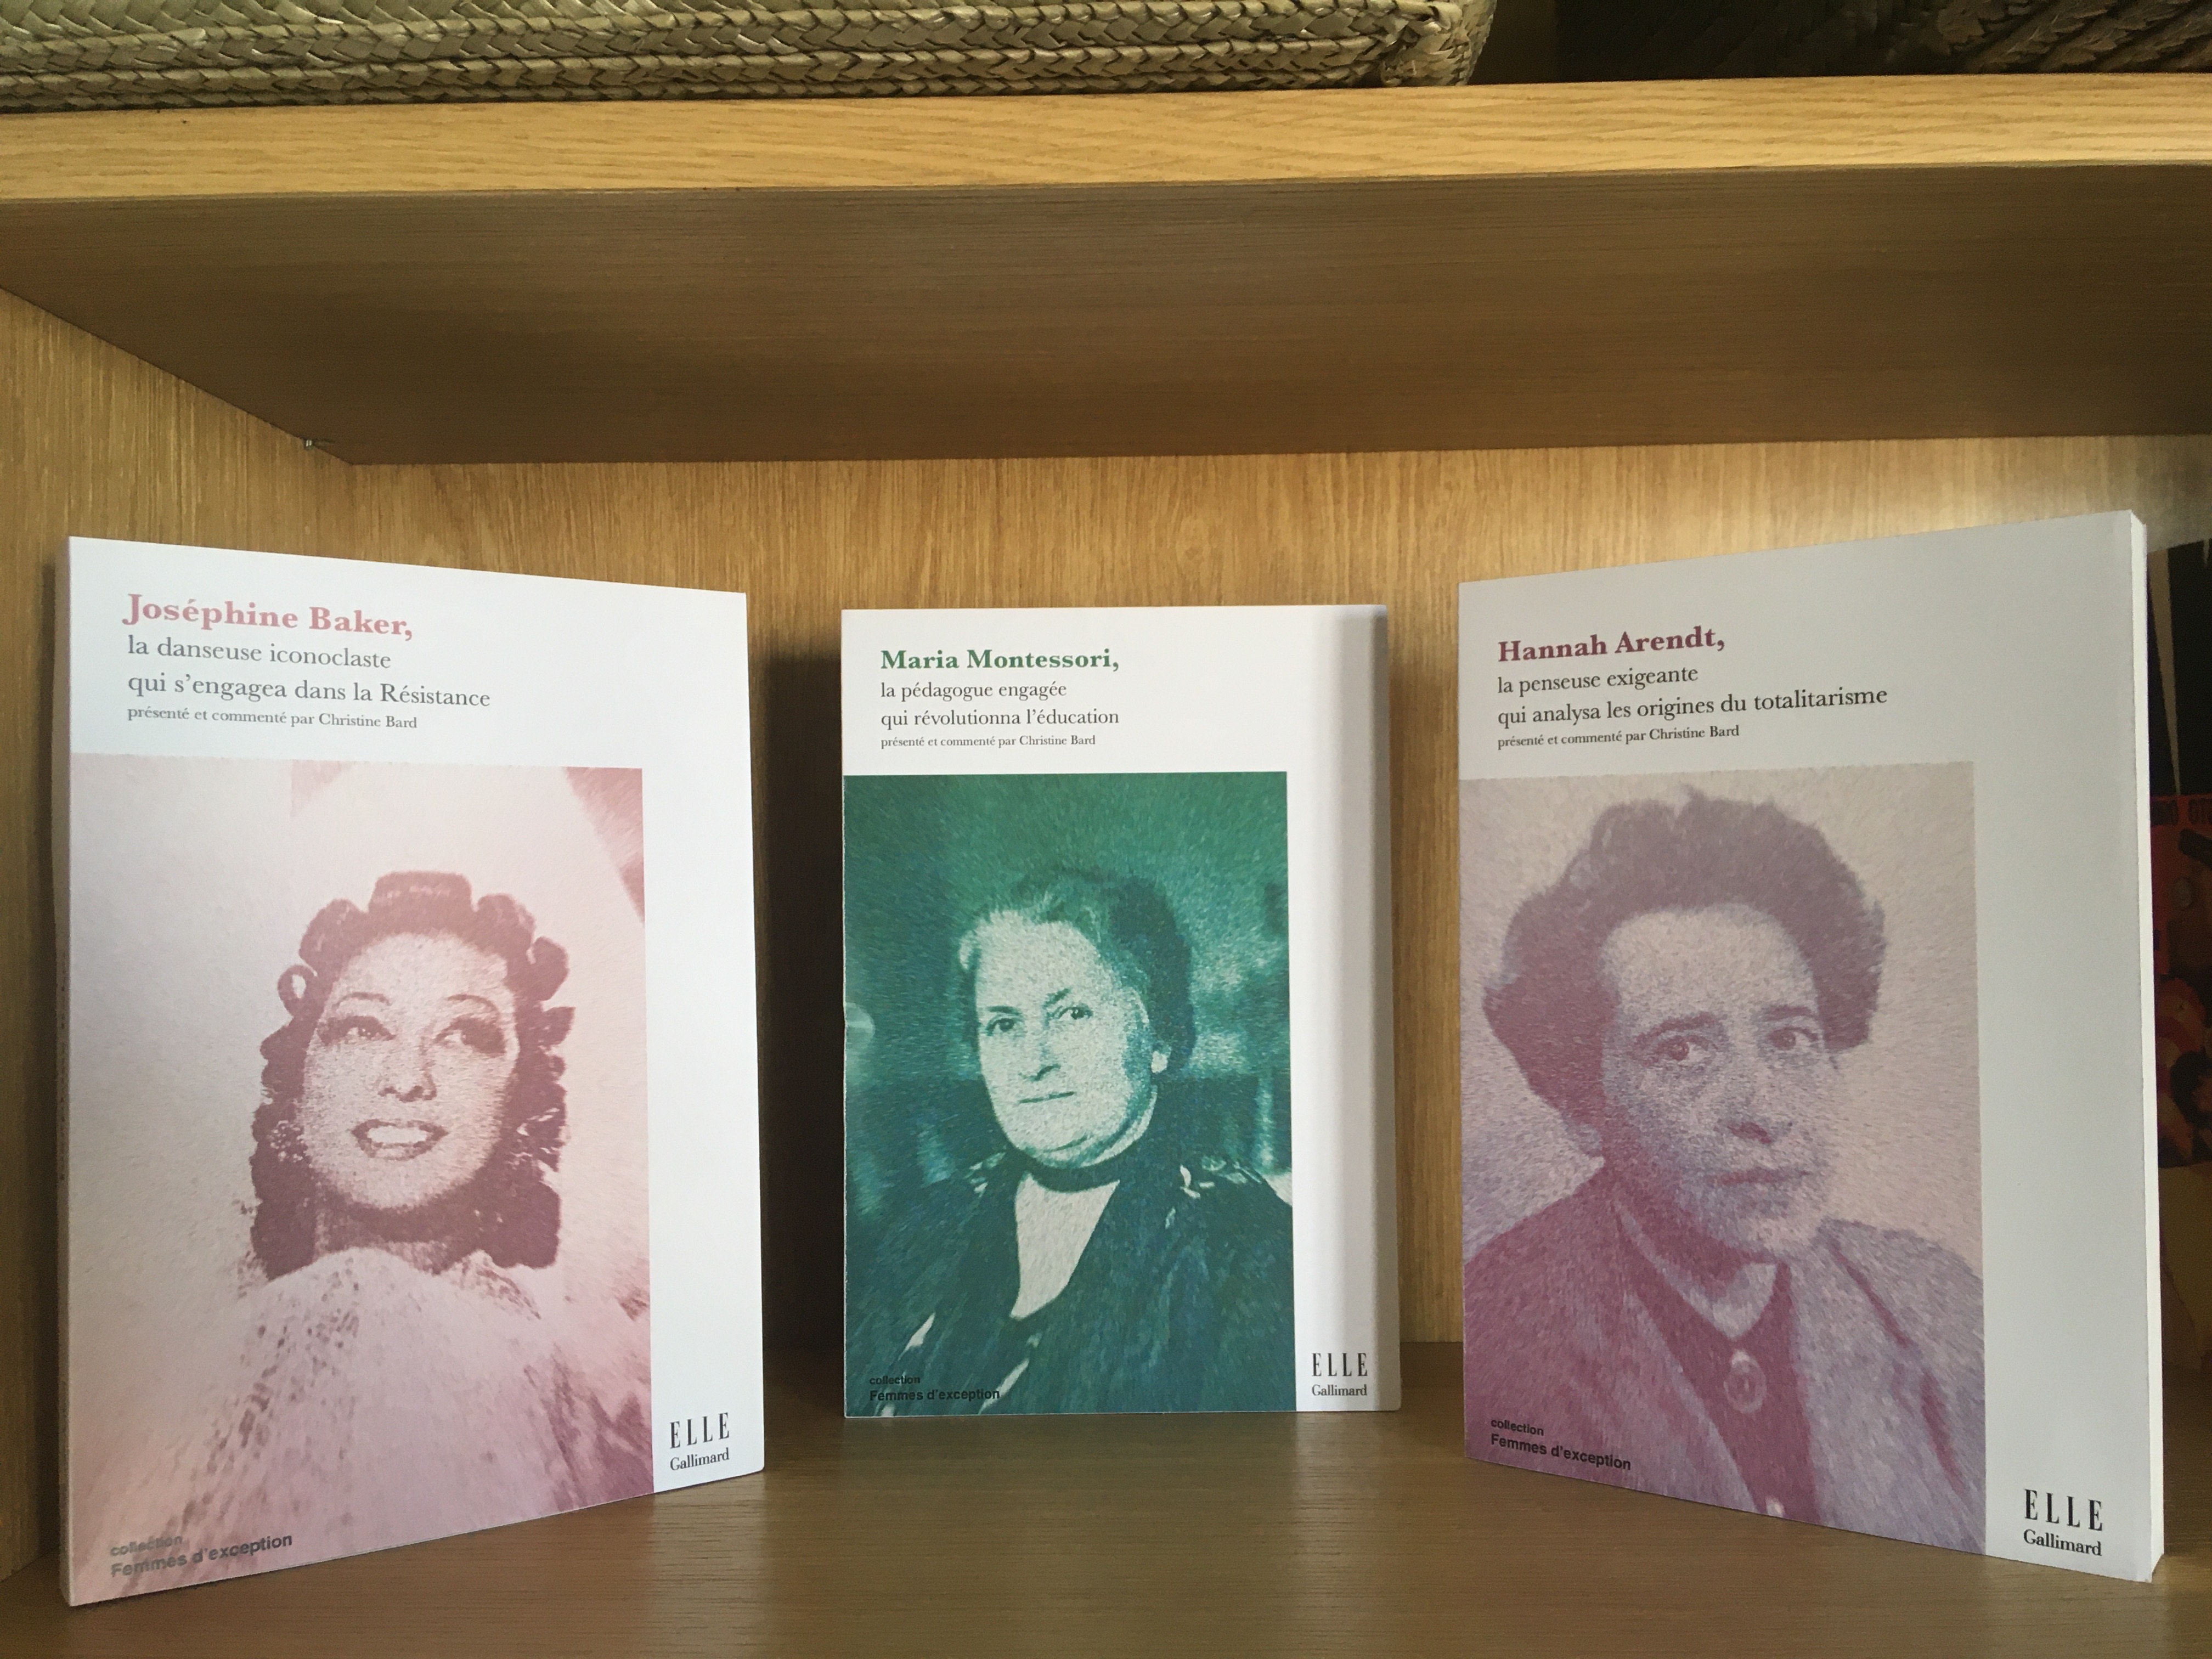 Joséphine Baker,
la danseuse iconoclaste
qui s'engagea dans la Résistance
présenté et commenté par Christine Bard
collection
Femmes d'exception
ELLE
Gallimard
Maria Montessori,
la pédagogue engagée
qui révolutionna l'éducation
présenté et commenté par Christine Bard
collection
Femmes d'exception
ELLE
Gallimard
Hannah Arendt,
la penseuse exigeante
qui analysa les origines du totalitarisme
présenté et commenté par Christine Bard
collection
Femmes d'exception
ELLE
Gallimard